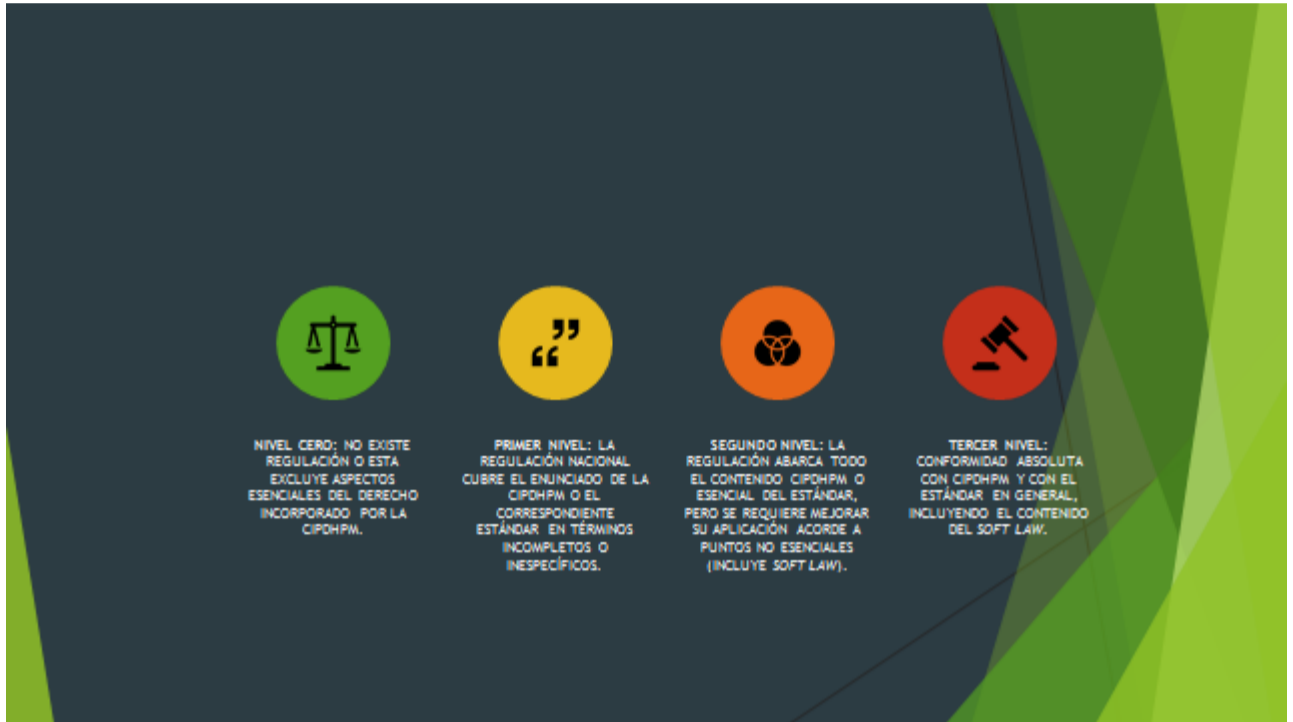 NIVEL CERO: NO EXISTE
REGULACIÓN O ESTA
EXCLUYE ASPECTOS
ESENCIALES DEL DERECHO
INCORPORADO POR LA
CIPDHPM.
PRIMER NIVEL: LA
REGULACIÓN NACIONAL
CUBRE EL ENUNCIADO DE LA
CIPDHPM O EL
CORRESPONDIENTE
ESTÁNDAR EN TÉRMINOS
INCOMPLETOS O
INESPECÍFICOS.
SEGUNDO NIVEL: LA
REGULACIÓN ABARCA TODO
EL CONTENIDO CIPDHPM O
ESENCIAL DEL ESTÁNDAR,
PERO SE REQUIERE MEJORAR
SU APLICACIÓN ACORDE A
PUNTOS NO ESENCIALES
(INCLUYE SOFT LAW).
TERCER NIVEL:
CONFORMIDAD ABSOLUTA
CON CIPDHPM Y CON EL
ESTÁNDAR EN GENERAL,
INCLUYENDO EL CONTENIDO
DEL SOFT LAW.